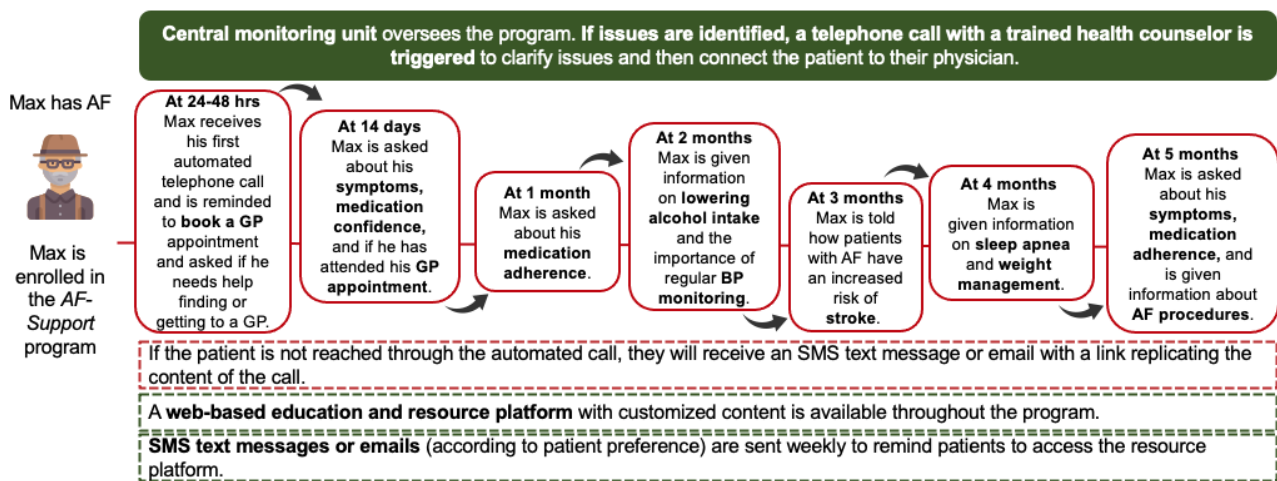 Central monitoring unit oversees the program. If issues are identified, a telephone call with a trained health counselor is
triggered to clarify issues and then connect the patient to their physician.
Max has AF
Max is
enrolled in
the AF-
Support
program
At 24-48 hrs
Max receives
his first
automated
telephone call
and is reminded
to book a GP
appointment
and asked if he
needs help
finding or
getting to a GP.
At 14 days
Max is asked
about his
symptoms,
medication
confidence,
and if he has
attended his GP
appointment.
At 1 month
Max is asked
about his
medication
adherence.
At 2 months
Max is given
information
on lowering
alcohol intake
and the
importance of
regular BP
monitoring.
At 3 months
Max is told
how patients
with AF have
an increased
risk of
stroke.
At 4 months
Max is
given information
on sleep apnea
and weight
management.
At 5 months
Max is asked
about his
symptoms,
medication
adherence, and
is given
information about
AF procedures.
If the patient is not reached through the automated call, they will receive an SMS text message or email with a link replicating the
content of the call.
A web-based education and resource platform with customized content is available throughout the program.
SMS text messages or emails (according to patient preference) are sent weekly to remind patients to access the resource
platform.